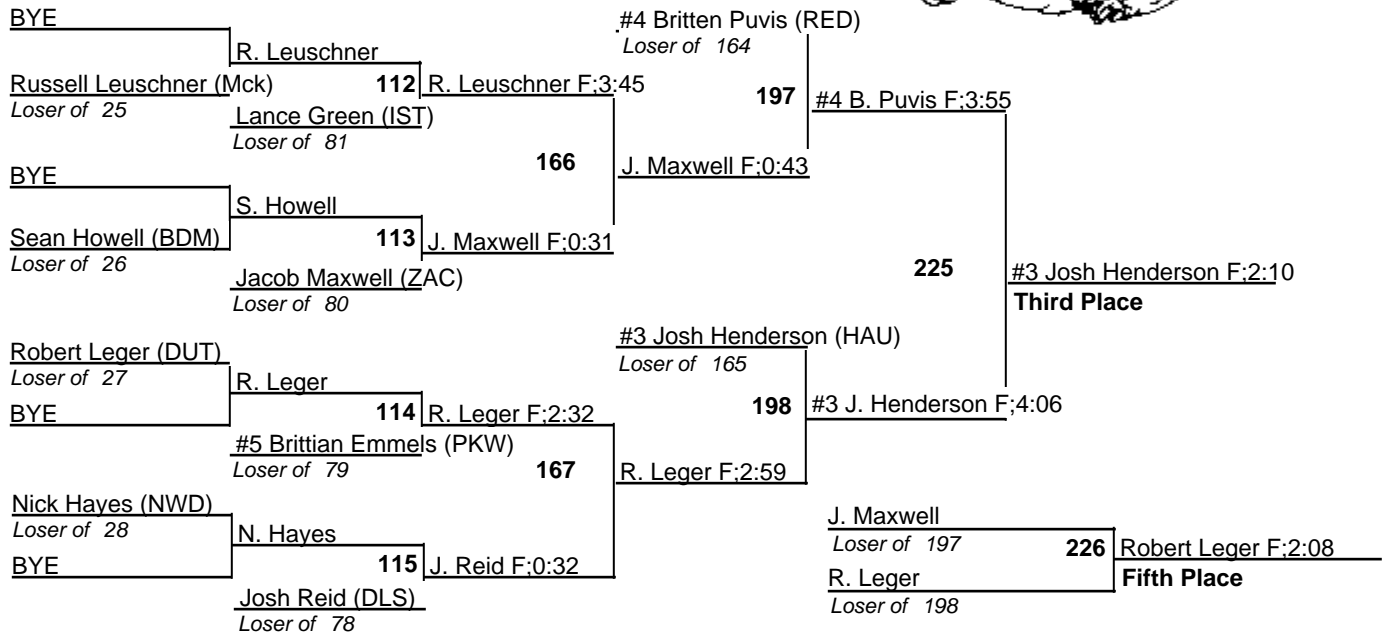 BYE
R. Leuschner
Russell Leuschner (Mck)
Loser of 25
112
R. Leuschner F;3:45
Lance Green (IST)
Loser of 81
166
BYE
S. Howell
Sean Howell (BDM)
Loser of 26
113
J. Maxwell F;0:31
Jacob Maxwell (ZAC)
Loser of 80
#4 Britten Puvis (RED)
Loser of 164
197
#4 B. Puvis F;3:55
J. Maxwell F;0:43
225
#3 Josh Henderson F;2:10
Third Place
Robert Leger (DUT)
Loser of 27
R. Leger
BYE
114
R. Leger F;2:32
#5 Brittian Emmels (PKW)
Loser of 79
167
#3 Josh Henderson (HAU)
Loser of 165
198
#3 J. Henderson F;4:06
R. Leger F;2:59
Nick Hayes (NWD)
Loser of 28
N. Hayes
BYE
115
J. Reid F;0:32
Josh Reid (DLS)
Loser of 78
J. Maxwell
Loser of 197
226
Robert Leger F;2:08
R. Leger
Fifth Place
Loser of 198